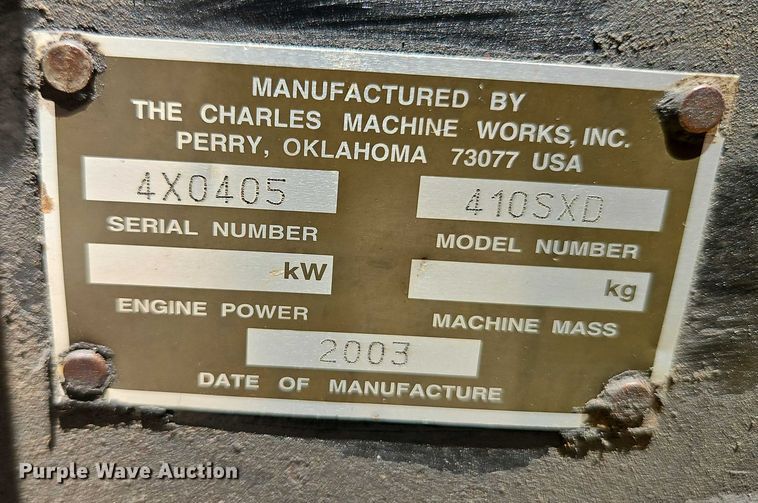 MANUFACTURED BY
THE CHARLES MACHINE WORKS, INC.
PERRY, OKLAHOMA 73077 USA
4X0405 410SXD
SERIAL NUMBER MODEL NUMBER
kW kg
ENGINE POWER MACHINE MASS
2003
DATE OF MANUFACTURE
Purple Wave Auction